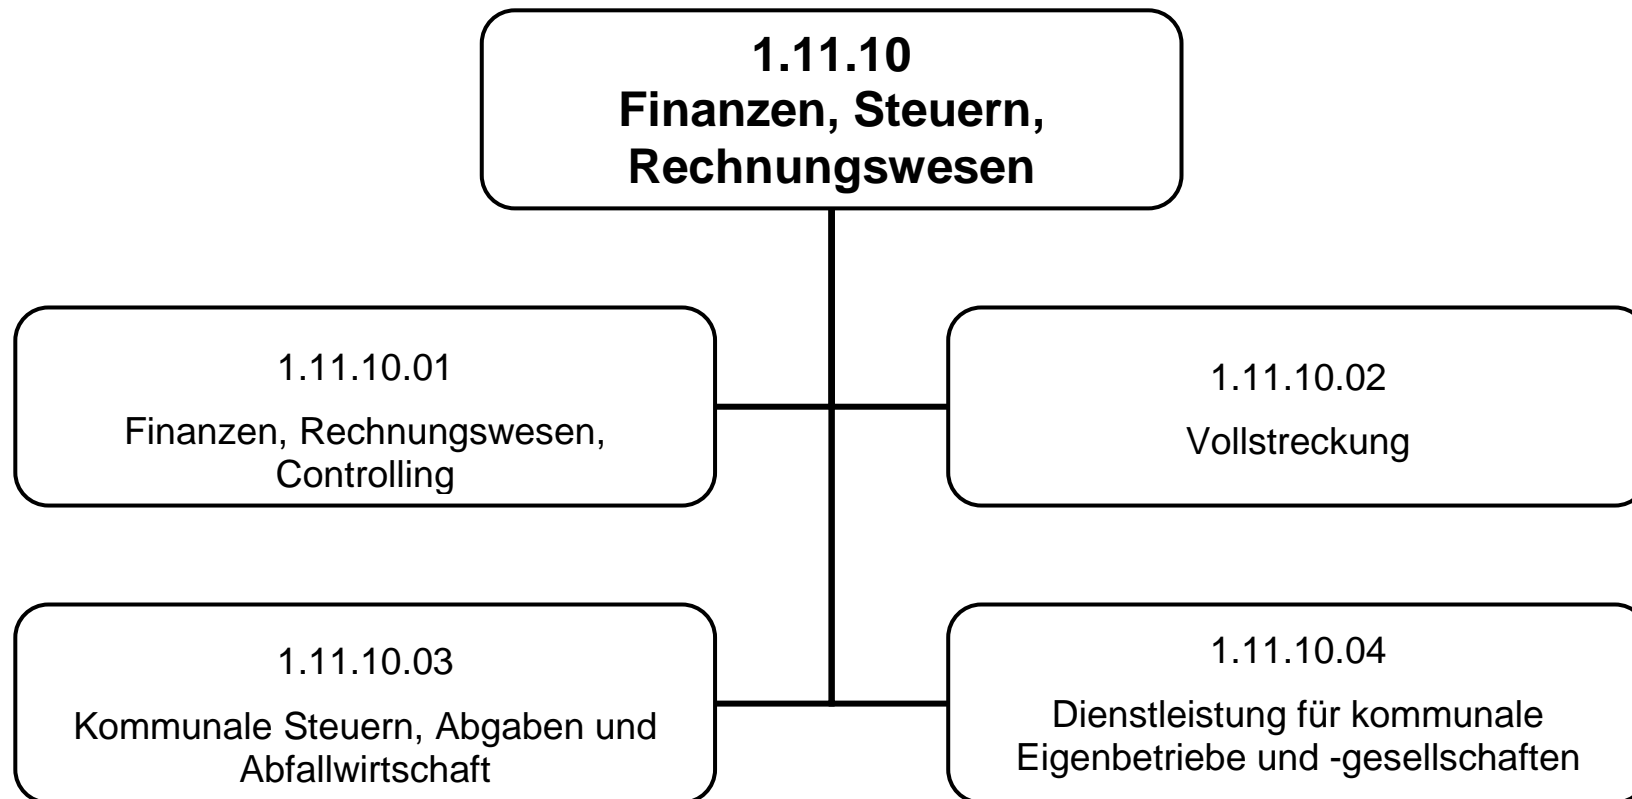 1.11.10
Finanzen, Steuern,
Rechnungswesen
1.11.10.01
Finanzen, Rechnungswesen,
Controlling
1.11.10.02
Vollstreckung
1.11.10.03
Kommunale Steuern, Abgaben und
Abfallwirtschaft
1.11.10.04
Dienstleistung für kommunale
Eigenbetriebe und -gesellschaften